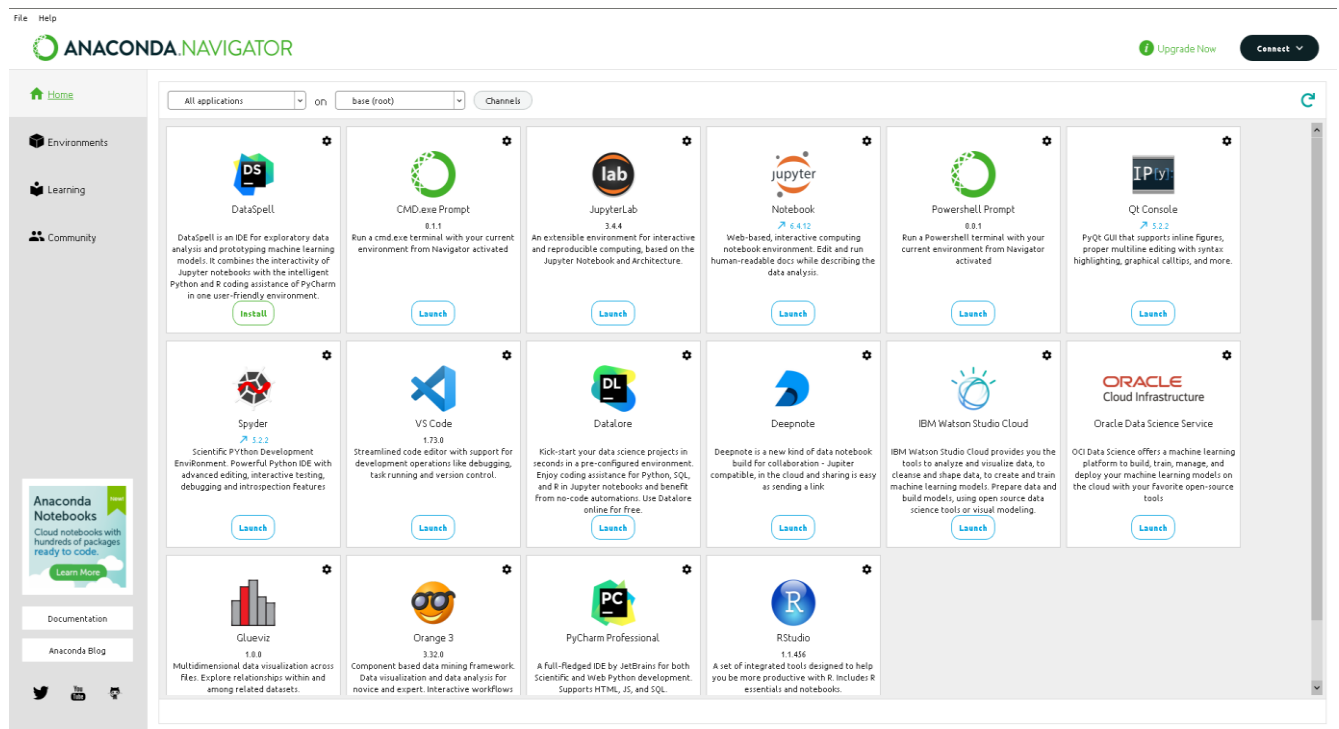 File Help
ANACONDA.NAVIGATOR
i Upgrade Now
Connect
Home
Environments
Learning
Community
All applications on base (root) Channels
DS
DataSpell
DataSpell is an IDE for exploratory data
analysis and prototyping machine learning
models. It combines the interactivity of
Jupyter notebooks with the intelligent
Python and R coding assistance of PyCharm
in one user-friendly environment.
Install
CMD.exe Prompt
0.1.1
Run a cmd.exe terminal with your current
environment from Navigator activated
Launch
lab
JupyterLab
3.4.4
An extensible environment for interactive
and reproducible computing, based on the
Jupyter Notebook and Architecture.
Launch
jupyter
Notebook
6.4.12
Web-based, interactive computing
notebook environment. Edit and run
human-readable docs while describing the
data analysis.
Launch
Powershell Prompt
0.0.1
Run a Powershell terminal with your
current environment from Navigator
activated
Launch
IP[y]:
Qt Console
5.2.2
PyQt GUI that supports inline figures,
proper multiline editing with syntax
highlighting, graphical calltips, and more.
Launch
Spyder
5.2.2
Scientific PYthon Development
EnviRonment. Powerful Python IDE with
advanced editing, interactive testing,
debugging and introspection features
Launch
VS Code
1.73.0
Streamlined code editor with support for
development operations like debugging,
task running and version control.
Launch
DL
Datalore
Kick-start your data science projects in
seconds in a pre-configured environment.
Enjoy coding assistance for Python, SQL,
and R in Jupyter notebooks and benefit
from no-code automations. Use Datalore
online for free.
Launch
Deepnote
Deepnote is a new kind of data notebook
build for collaboration - Jupiter
compatible, in the cloud and sharing is easy
as sending a link
Launch
IBM Watson Studio Cloud
IBM Watson Studio Cloud provides you the
tools to analyze and visualize data, to
cleanse and shape data, to create and train
machine learning models. Prepare data and
build models, using open source data
science tools or visual modeling.
Launch
ORACLE
Cloud Infrastructure
Oracle Data Science Service
OCI Data Science offers a machine learning
platform to build, train, manage, and
deploy your machine learning models on
the cloud with your favorite open-source
tools
Launch
Glueviz
1.0.0
Multidimensional data visualization across
files. Explore relationships within and
among related datasets.
Orange 3
3.32.0
Component based data mining framework.
Data visualization and data analysis for
novice and expert. Interactive workflows
PC
PyCharm Professional
A full-fledged IDE by JetBrains for both
Scientific and Web Python development.
Supports HTML, JS, and SQL.
R
RStudio
1.1.456
A set of integrated tools designed to help
you be more productive with R. Includes R
essentials and notebooks.
Anaconda
Notebooks
New!
Cloud notebooks with
hundreds of packages
ready to code.
Learn More
Documentation
Anaconda Blog
You
Tube